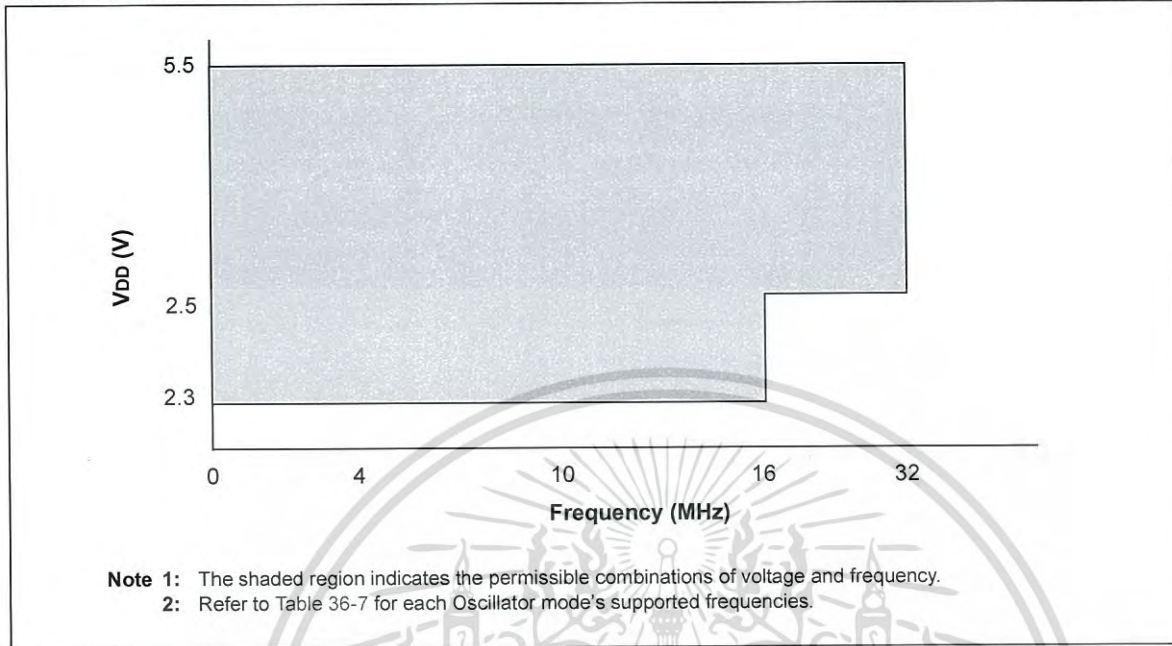 5.5
VDD (V)
2.5
2.3
0 4 10 16 32
Frequency (MHz)
Note 1: The shaded region indicates the permissible combinations of voltage and frequency.
2: Refer to Table 36-7 for each Oscillator mode's supported frequencies.